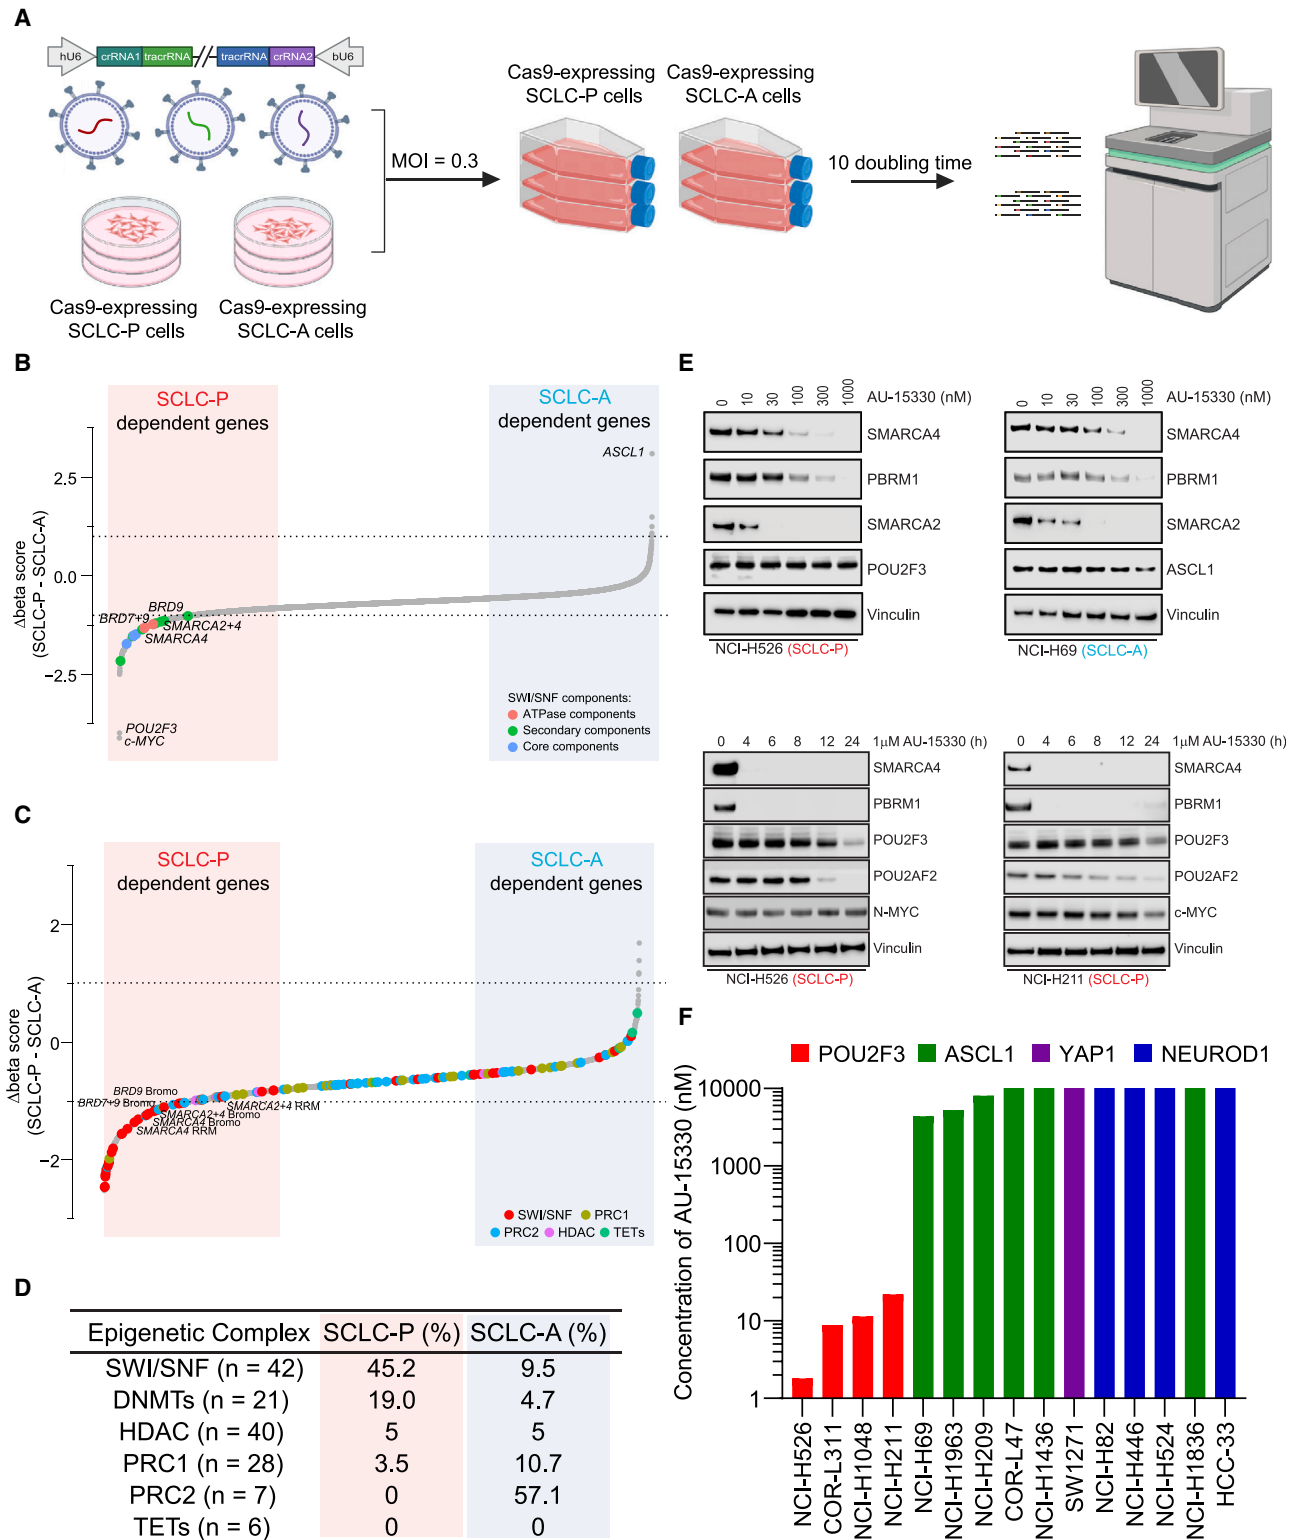 A
hU6 crRNA1 tracrRNA tracrRNA crRNA2 bU6
MOI = 0.3
Cas9-expressing SCLC-P cells
Cas9-expressing SCLC-A cells
Cas9-expressing SCLC-P cells
Cas9-expressing SCLC-A cells
10 doubling time
B
SCLC-P
dependent genes
SCLC-A
dependent genes
Δbeta score
(SCLC-P - SCLC-A)
2.5
0.0
−2.5
ASCL1
BRD9
BRD7+9
SMARCA2+4
SMARCA4
POU2F3
c-MYC
SWI/SNF components:
ATPase components
Secondary components
Core components
C
SCLC-P
dependent genes
SCLC-A
dependent genes
Δbeta score
(SCLC-P - SCLC-A)
2
0
−2
BRD9 Bromo
BRD7+9 Bromo
SMARCA2+4 RRM
SMARCA2+4 Bromo
SMARCA4 Bromo
SMARCA4 RRM
SWI/SNF PRC1
PRC2 HDAC TETs
D
Epigenetic Complex SCLC-P (%) SCLC-A (%)
SWI/SNF (n = 42) 45.2 9.5
DNMTs (n = 21) 19.0 4.7
HDAC (n = 40) 5 5
PRC1 (n = 28) 3.5 10.7
PRC2 (n = 7) 0 57.1
TETs (n = 6) 0 0
E
0 10 30 100 300 1000 AU-15330 (nM)
SMARCA4
PBRM1
SMARCA2
POU2F3
Vinculin
NCI-H526 (SCLC-P)
0 10 30 100 300 1000 AU-15330 (nM)
SMARCA4
PBRM1
SMARCA2
ASCL1
Vinculin
NCI-H69 (SCLC-A)
0 4 6 8 12 24 1μM AU-15330 (h)
SMARCA4
PBRM1
POU2F3
POU2AF2
N-MYC
Vinculin
NCI-H526 (SCLC-P)
0 4 6 8 12 24 1μM AU-15330 (h)
SMARCA4
PBRM1
POU2F3
POU2AF2
c-MYC
Vinculin
NCI-H211 (SCLC-P)
F
POU2F3 ASCL1 YAP1 NEUROD1
Concentration of AU-15330 (nM)
10000
1000
100
10
1
NCI-H526
COR-L311
NCI-H1048
NCI-H211
NCI-H69
NCI-H1963
NCI-H209
COR-L47
NCI-H1436
SW1271
NCI-H82
NCI-H446
NCI-H524
NCI-H1836
HCC-33